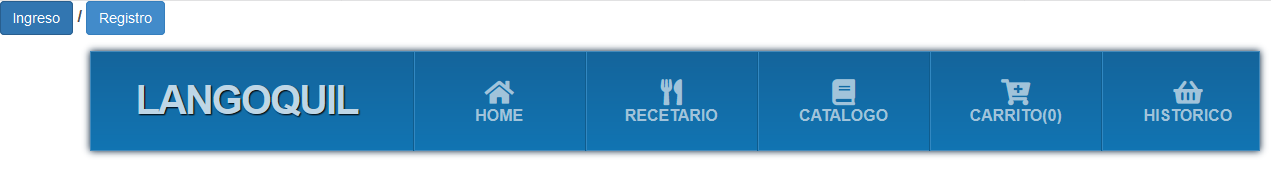 Ingreso / Registro
LANGOQUIL
HOME
RECETARIO
CATALOGO
CARRITO(0)
HISTORICO